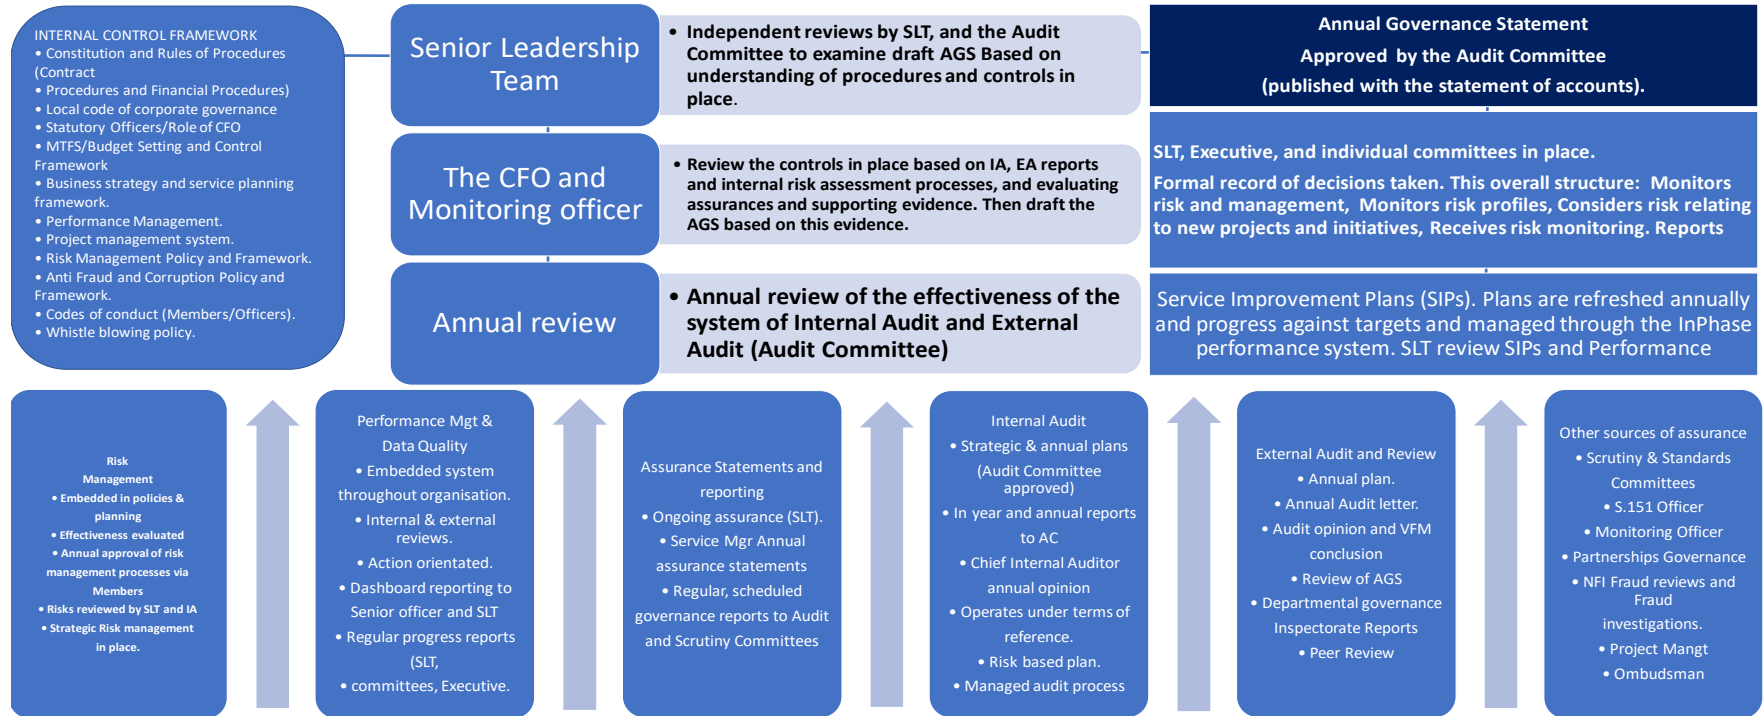 INTERNAL CONTROL FRAMEWORK
• Constitution and Rules of Procedures
(Contract
• Procedures and Financial Procedures)
• Local code of corporate governance
• Statutory Officers/Role of CFO
• MTFS/Budget Setting and Control
Framework
• Business strategy and service planning
framework.
• Performance Management.
• Project management system.
• Risk Management Policy and Framework.
• Anti Fraud and Corruption Policy and
Framework.
• Codes of conduct (Members/Officers).
• Whistle blowing policy.
Senior Leadership
Team
• Independent reviews by SLT, and the Audit
Committee to examine draft AGS Based on
understanding of procedures and controls in
place.
The CFO and
Monitoring officer
• Review the controls in place based on IA, EA reports
and internal risk assessment processes, and evaluating
assurances and supporting evidence. Then draft the
AGS based on this evidence.
Annual review
• Annual review of the effectiveness of the
system of Internal Audit and External
Audit (Audit Committee)
Annual Governance Statement
Approved by the Audit Committee
(published with the statement of accounts).
SLT, Executive, and individual committees in place.
Formal record of decisions taken. This overall structure: Monitors
risk and management, Monitors risk profiles, Considers risk relating
to new projects and initiatives, Receives risk monitoring. Reports
Service Improvement Plans (SIPs). Plans are refreshed annually
and progress against targets and managed through the InPhase
performance system. SLT review SIPs and Performance
Risk
Management
• Embedded in policies &
planning
• Effectiveness evaluated
• Annual approval of risk
management processes via
Members
• Risks reviewed by SLT and IA
• Strategic Risk management
in place.
Performance Mgt &
Data Quality
• Embedded system
throughout organisation.
• Internal & external
reviews.
• Action orientated.
• Dashboard reporting to
Senior officer and SLT
• Regular progress reports
(SLT,
• committees, Executive.
Assurance Statements and
reporting
• Ongoing assurance (SLT).
• Service Mgr Annual
assurance statements
• Regular, scheduled
governance reports to Audit
and Scrutiny Committees
Internal Audit
• Strategic & annual plans
(Audit Committee
approved)
• In year and annual reports
to AC
• Chief Internal Auditor
annual opinion
• Operates under terms of
reference.
• Risk based plan.
• Managed audit process
External Audit and Review
• Annual plan.
• Annual Audit letter.
• Audit opinion and VFM
conclusion
• Review of AGS
• Departmental governance
Inspectorate Reports
• Peer Review
Other sources of assurance
• Scrutiny & Standards
Committees
• S.151 Officer
• Monitoring Officer
• Partnerships Governance
• NFI Fraud reviews and
Fraud
investigations.
• Project Mangt
• Ombudsman